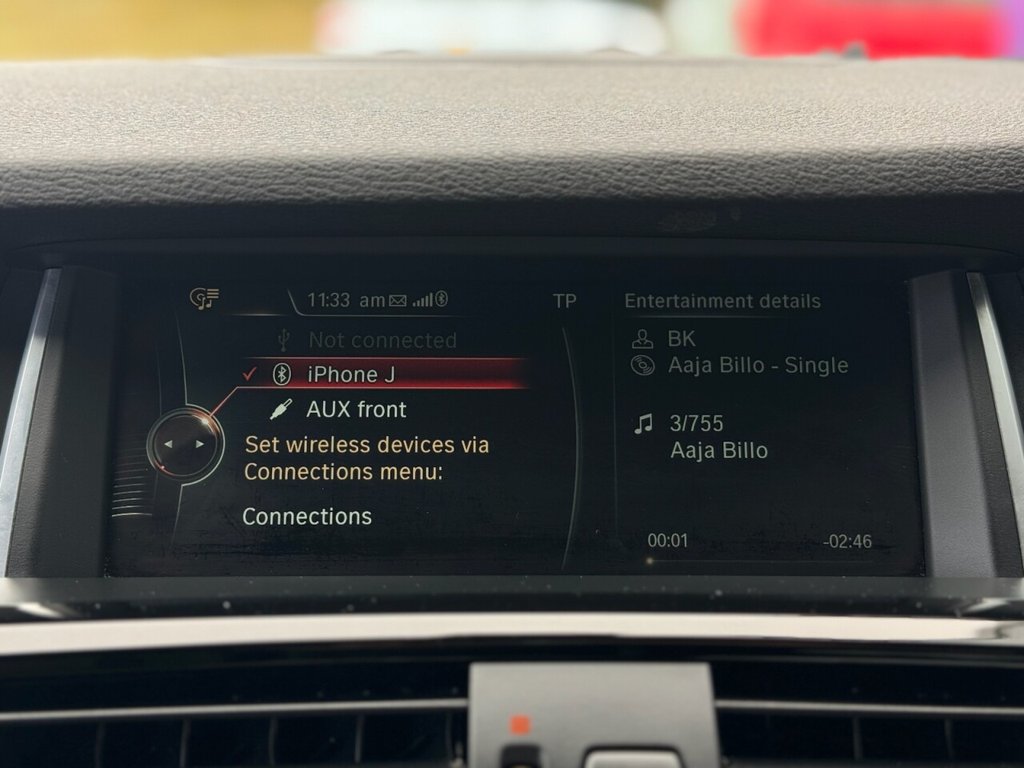 11:33 am
TP
Not connected
iPhone J
AUX front
Set wireless devices via
Connections menu:
Connections
Entertainment details
BK
Aaja Billo - Single
3/755
Aaja Billo
00:01
-02:46